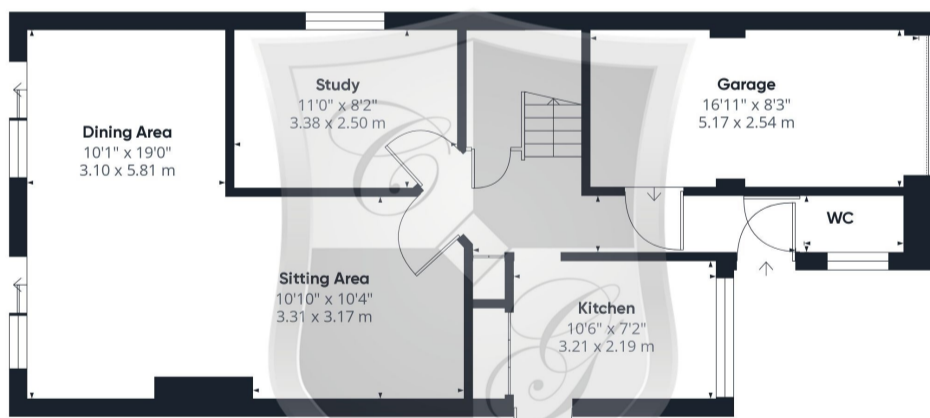 Study
11'0" x 8'2"
3.38 x 2.50 m
Garage
16'11" x 8'3"
5.17 x 2.54 m
Dining Area
10'1" x 19'0"
3.10 x 5.81 m
WC
Sitting Area
10'10" x 10'4"
3.31 x 3.17 m
Kitchen
10'6" x 7'2"
3.21 x 2.19 m